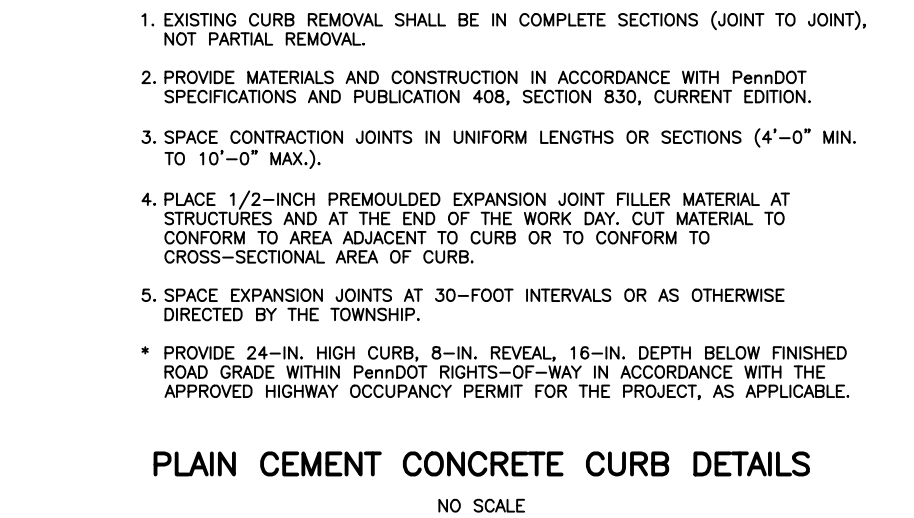 1. EXISTING CURB REMOVAL SHALL BE IN COMPLETE SECTIONS (JOINT TO JOINT),
NOT PARTIAL REMOVAL.
2. PROVIDE MATERIALS AND CONSTRUCTION IN ACCORDANCE WITH PennDOT
SPECIFICATIONS AND PUBLICATION 408, SECTION 830, CURRENT EDITION.
3. SPACE CONTRACTION JOINTS IN UNIFORM LENGTHS OR SECTIONS (4'-0" MIN.
TO 10'-0" MAX.).
4. PLACE 1/2-INCH PREMOULDED EXPANSION JOINT FILLER MATERIAL AT
STRUCTURES AND AT THE END OF THE WORK DAY. CUT MATERIAL TO
CONFORM TO AREA ADJACENT TO CURB OR TO CONFORM TO
CROSS-SECTIONAL AREA OF CURB.
5. SPACE EXPANSION JOINTS AT 30-FOOT INTERVALS OR AS OTHERWISE
DIRECTED BY THE TOWNSHIP.
* PROVIDE 24-IN. HIGH CURB, 8-IN. REVEAL, 16-IN. DEPTH BELOW FINISHED
ROAD GRADE WITHIN PennDOT RIGHTS-OF-WAY IN ACCORDANCE WITH THE
APPROVED HIGHWAY OCCUPANCY PERMIT FOR THE PROJECT, AS APPLICABLE.
PLAIN CEMENT CONCRETE CURB DETAILS
NO SCALE